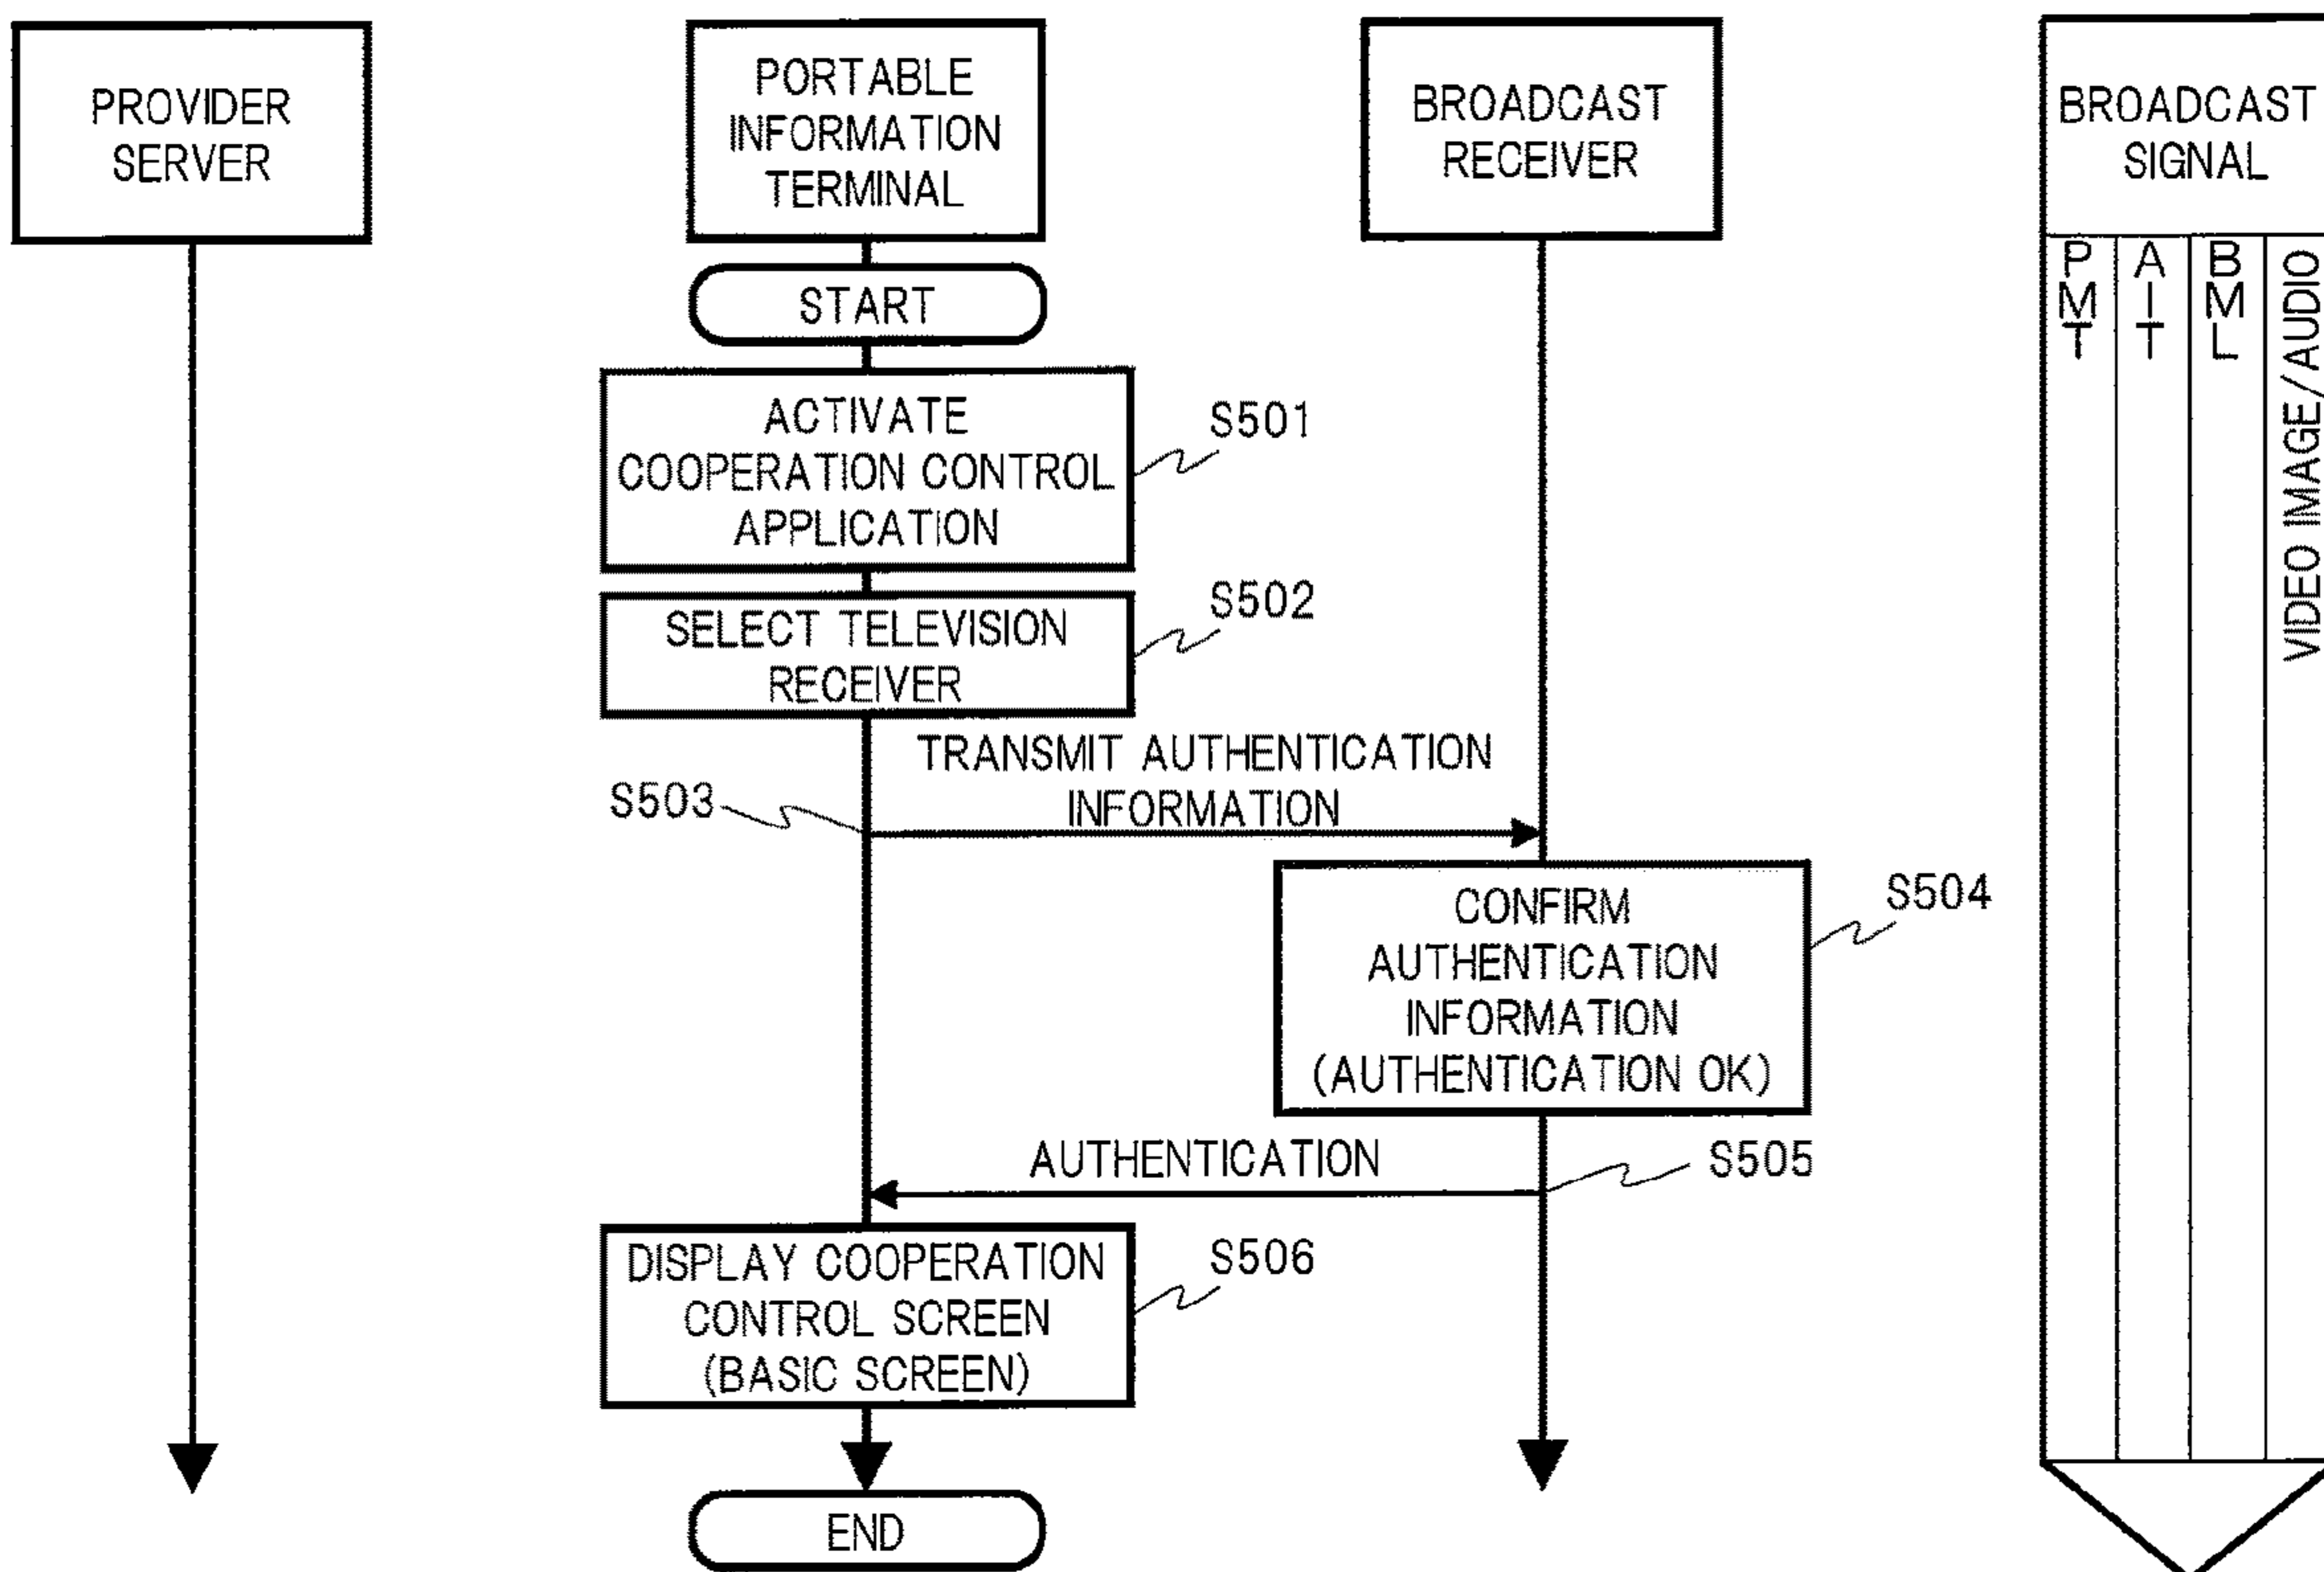 PROVIDER
SERVER
PORTABLE
INFORMATION
TERMINAL
BROADCAST
RECEIVER
BROADCAST
SIGNAL
PMT
AIT
BML
VIDEO IMAGE/AUDIO
START
ACTIVATE
COOPERATION CONTROL
APPLICATION
S501
SELECT TELEVISION
RECEIVER
S502
TRANSMIT AUTHENTICATION
INFORMATION
S503
CONFIRM
AUTHENTICATION
INFORMATION
(AUTHENTICATION OK)
S504
AUTHENTICATION
S505
DISPLAY COOPERATION
CONTROL SCREEN
(BASIC SCREEN)
S506
END